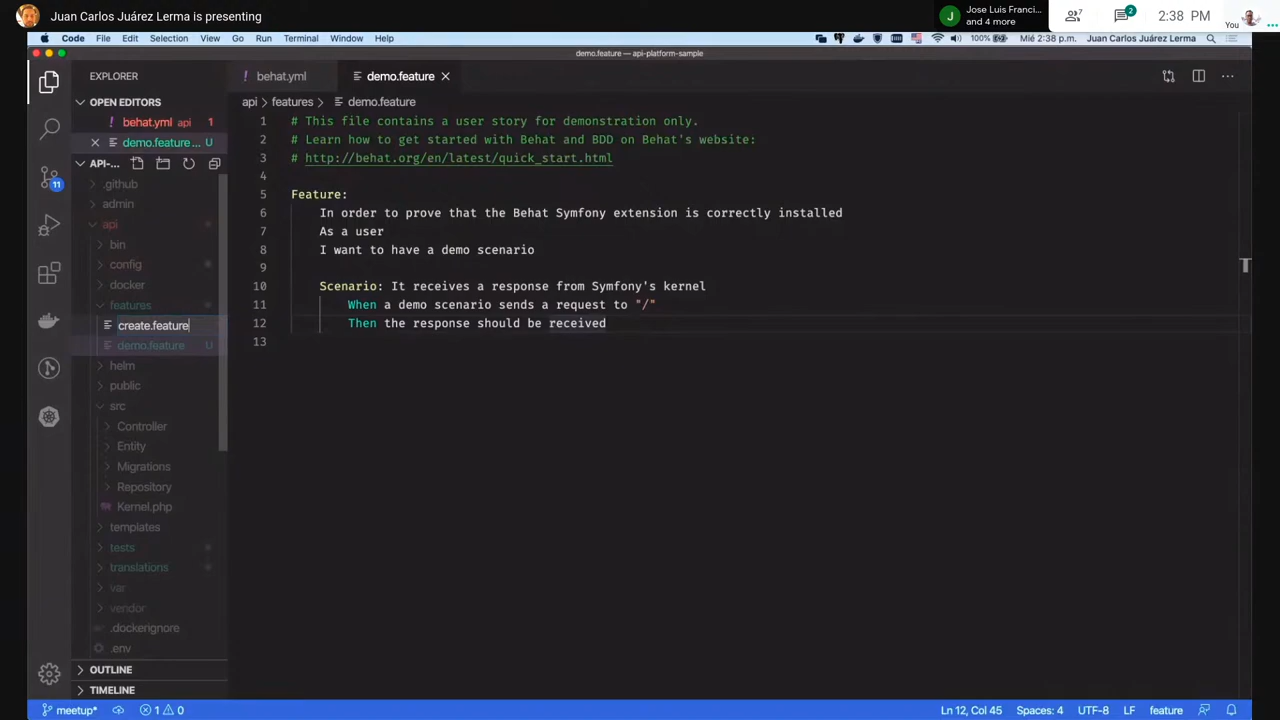 Juan Carlos Juárez Lerma is presenting
J
Jose Luis Franci...
and 4 more
7
2
2:38 PM
You
Code File Edit Selection View Go Run Terminal Window Help
100%
Mié 2:38 p.m. Juan Carlos Juárez Lerma
demo.feature — api-platform-sample
EXPLORER
behat.yml
demo.feature
OPEN EDITORS
behat.yml api 1
demo.feature... U
API-...
api > features > demo.feature
11
.github
admin
api
bin
config
docker
features
create.feature
demo.feature U
helm
public
src
Controller
Entity
Migrations
Repository
Kernel.php
templates
tests
translations
var
vendor
.dockerignore
.env
OUTLINE
TIMELINE
1 # This file contains a user story for demonstration only.
2 # Learn how to get started with Behat and BDD on Behat's website:
3 # http://behat.org/en/latest/quick_start.html
4
5 Feature:
6 In order to prove that the Behat Symfony extension is correctly installed
7 As a user
8 I want to have a demo scenario
9
10 Scenario: It receives a response from Symfony's kernel
11 When a demo scenario sends a request to "/"
12 Then the response should be received
13
meetup* 1 0
Ln 12, Col 45 Spaces: 4 UTF-8 LF feature